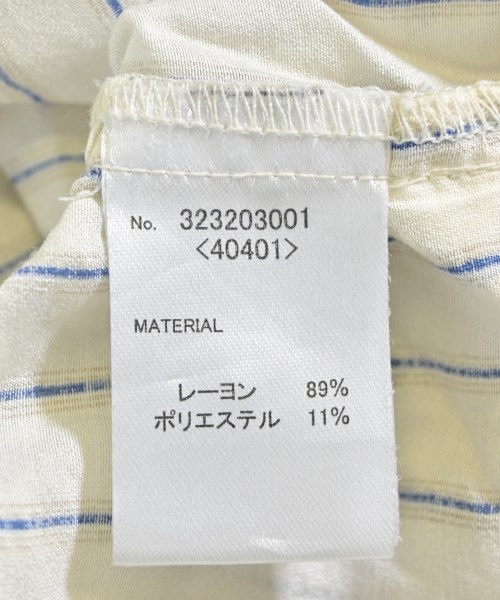 No. 323203001
<40401>
MATERIAL
レーヨン 89%
ポリエステル 11%